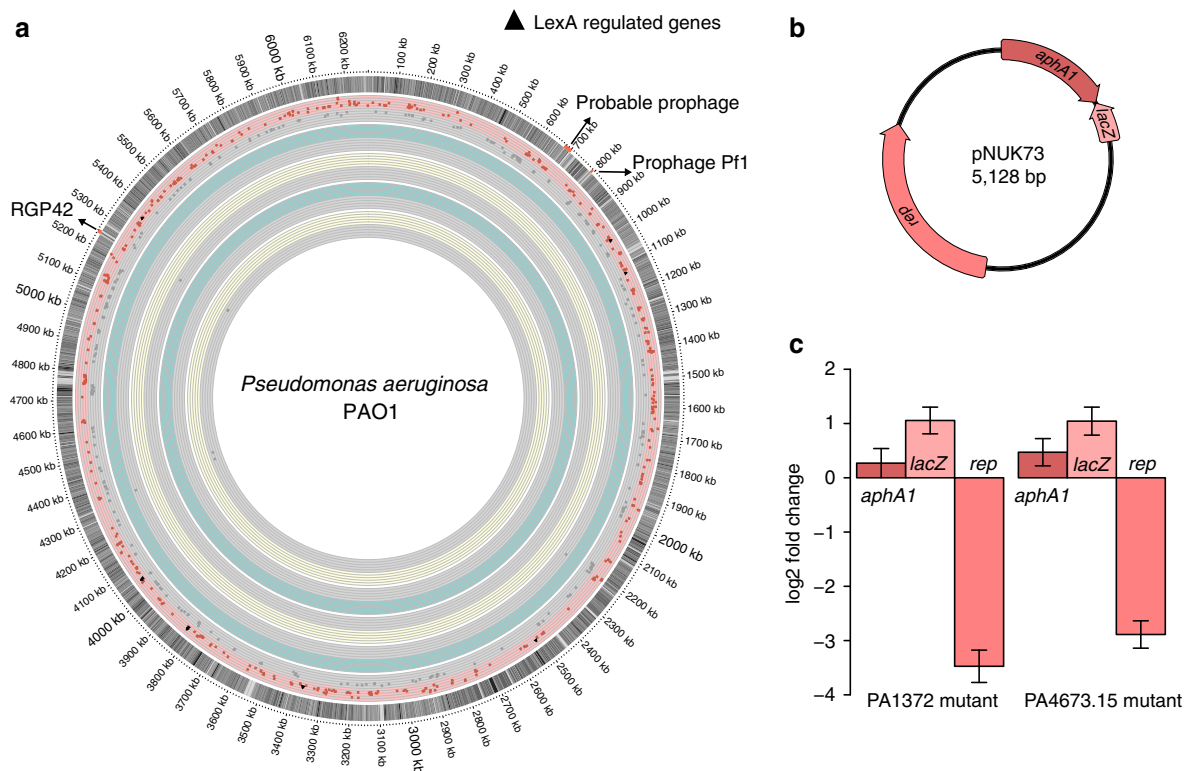 a
LexA regulated genes
100 kb
200 kb
300 kb
400 kb
500 kb
600 kb
700 kb
800 kb
900 kb
1000 kb
1100 kb
1200 kb
1300 kb
1400 kb
1500 kb
1600 kb
1700 kb
1800 kb
1900 kb
2000 kb
2100 kb
2200 kb
2300 kb
2400 kb
2500 kb
2600 kb
2700 kb
2800 kb
2900 kb
3000 kb
3100 kb
3200 kb
3300 kb
3400 kb
3500 kb
3600 kb
3700 kb
3800 kb
3900 kb
4000 kb
4100 kb
4200 kb
4300 kb
4400 kb
4500 kb
4600 kb
4700 kb
4800 kb
4900 kb
5000 kb
5100 kb
5200 kb
5300 kb
5400 kb
5500 kb
5600 kb
5700 kb
5800 kb
5900 kb
6000 kb
6100 kb
6200 kb
Probable prophage
Prophage Pf1
RGP42
Pseudomonas aeruginosa
PAO1
b
aphA1
lacZ
rep
pNUK73
5,128 bp
c
log2 fold change
2
1
0
−1
−2
−3
−4
aphA1
lacZ
rep
aphA1
lacZ
rep
PA1372 mutant
PA4673.15 mutant